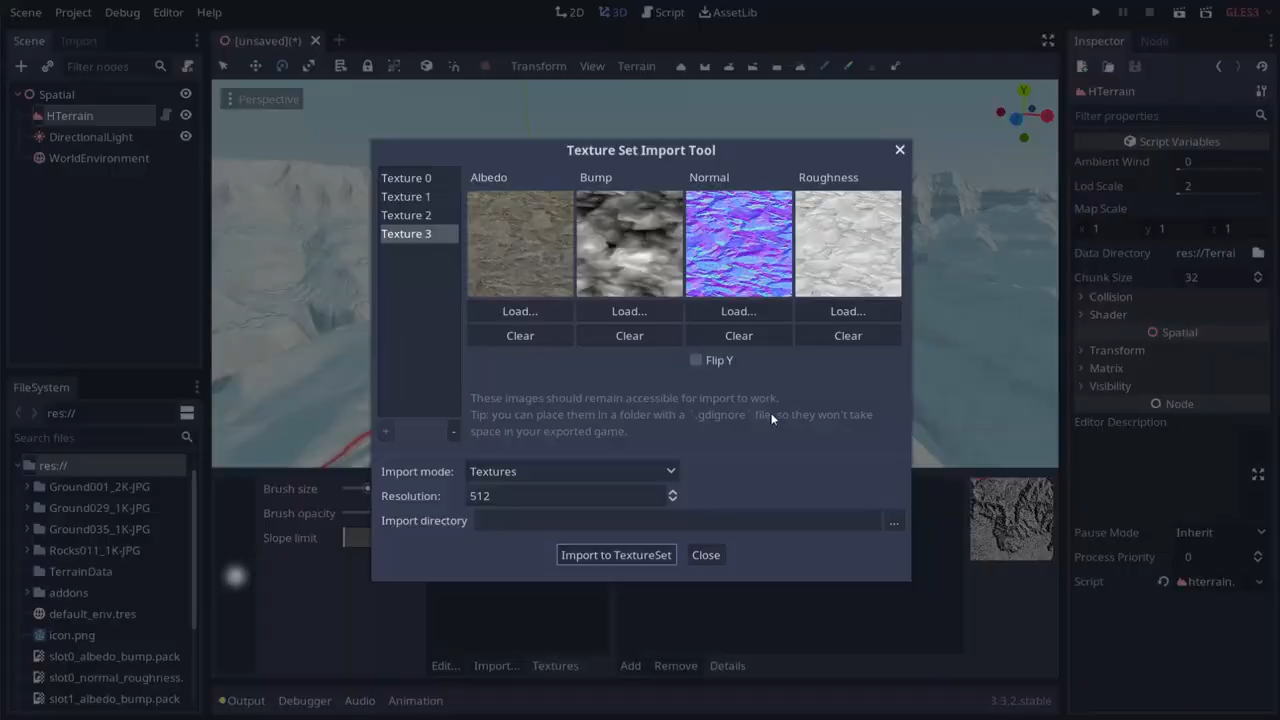 Scene Project Debug Editor Help
2D 3D Script AssetLib
GLES3
Scene Import
[unsaved](*)
Inspector Node
Filter nodes
Transform View Terrain
Spatial
HTerrain
DirectionalLight
WorldEnvironment
Perspective
Y
HTerrain
Filter properties
Script Variables
Ambient Wind 0
Lod Scale 2
Map Scale
x 1 y 1 z 1
Data Directory res://Terrai
Chunk Size 32
Collision
Shader
Spatial
Transform
Matrix
Visibility
Node
Editor Description
Pause Mode Inherit
Process Priority 0
Script hterrain.
Texture Set Import Tool
Texture 0
Texture 1
Texture 2
Texture 3
Albedo Bump Normal Roughness
Load... Load... Load... Load...
Clear Clear Clear Clear
Flip Y
These images should remain accessible for import to work.
Tip: you can place them in a folder with a `.gdignore` file, so they won't take
space in your exported game.
+ -
Import mode: Textures
Resolution: 512
Import directory ...
Import to TextureSet Close
FileSystem
res://
Search files
res://
Ground001_2K-JPG
Ground029_1K-JPG
Ground035_1K-JPG
Rocks011_1K-JPG
TerrainData
addons
default_env.tres
icon.png
slot0_albedo_bump.pack
slot0_normal_roughness.
slot1_albedo_bump.pack
Brush size
Brush opacity
Slope limit
Edit... Import... Textures Add Remove Details
Output Debugger Audio Animation
3.3.2.stable